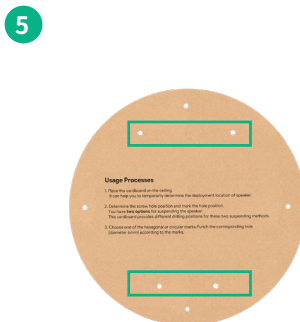 5
Usage Processes
1. Place the cardboard on the ceiling.
It can help you to temporarily determine the deployment location of speaker.
2. Determine the screw hole position and mark the hole position.
You have two options for suspending the speaker.
The cardboard provides different drilling positions for these two suspending methods.
3. Choose one of the hexagonal or circular marks. Punch the corresponding hole
(diameter 6mm) according to the marks.